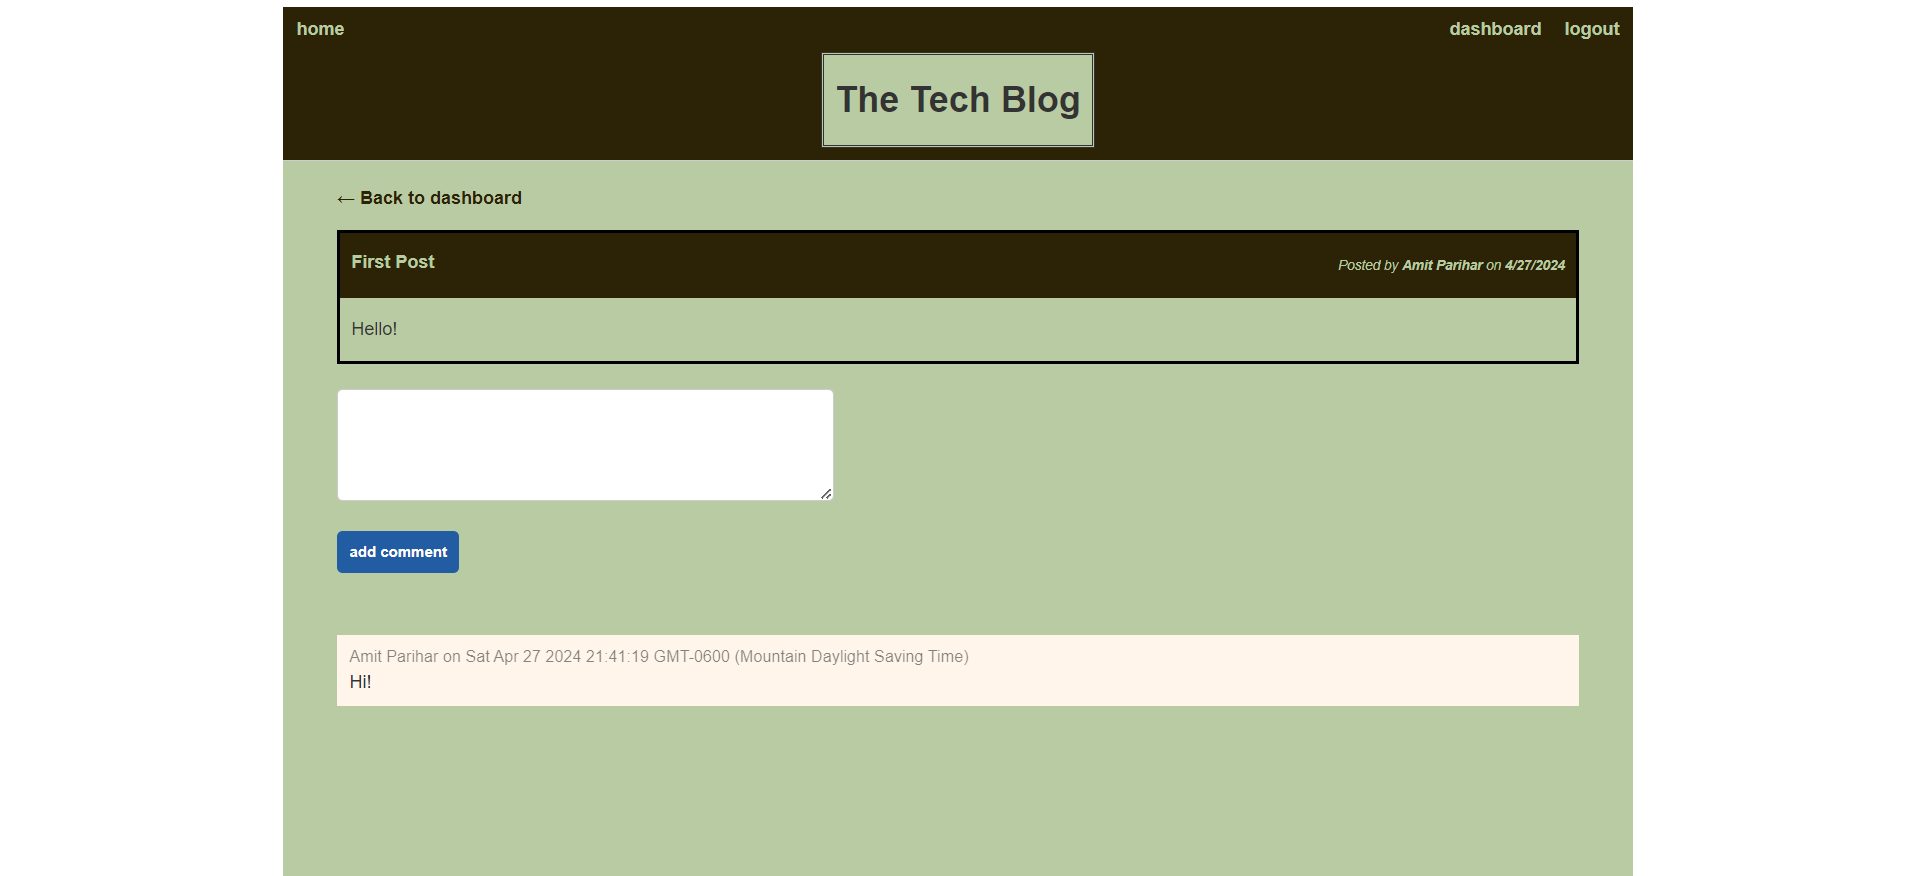 home
dashboard logout
The Tech Blog
← Back to dashboard
First Post
Posted by Amit Parihar on 4/27/2024
Hello!
add comment
Amit Parihar on Sat Apr 27 2024 21:41:19 GMT-0600 (Mountain Daylight Saving Time)
Hi!